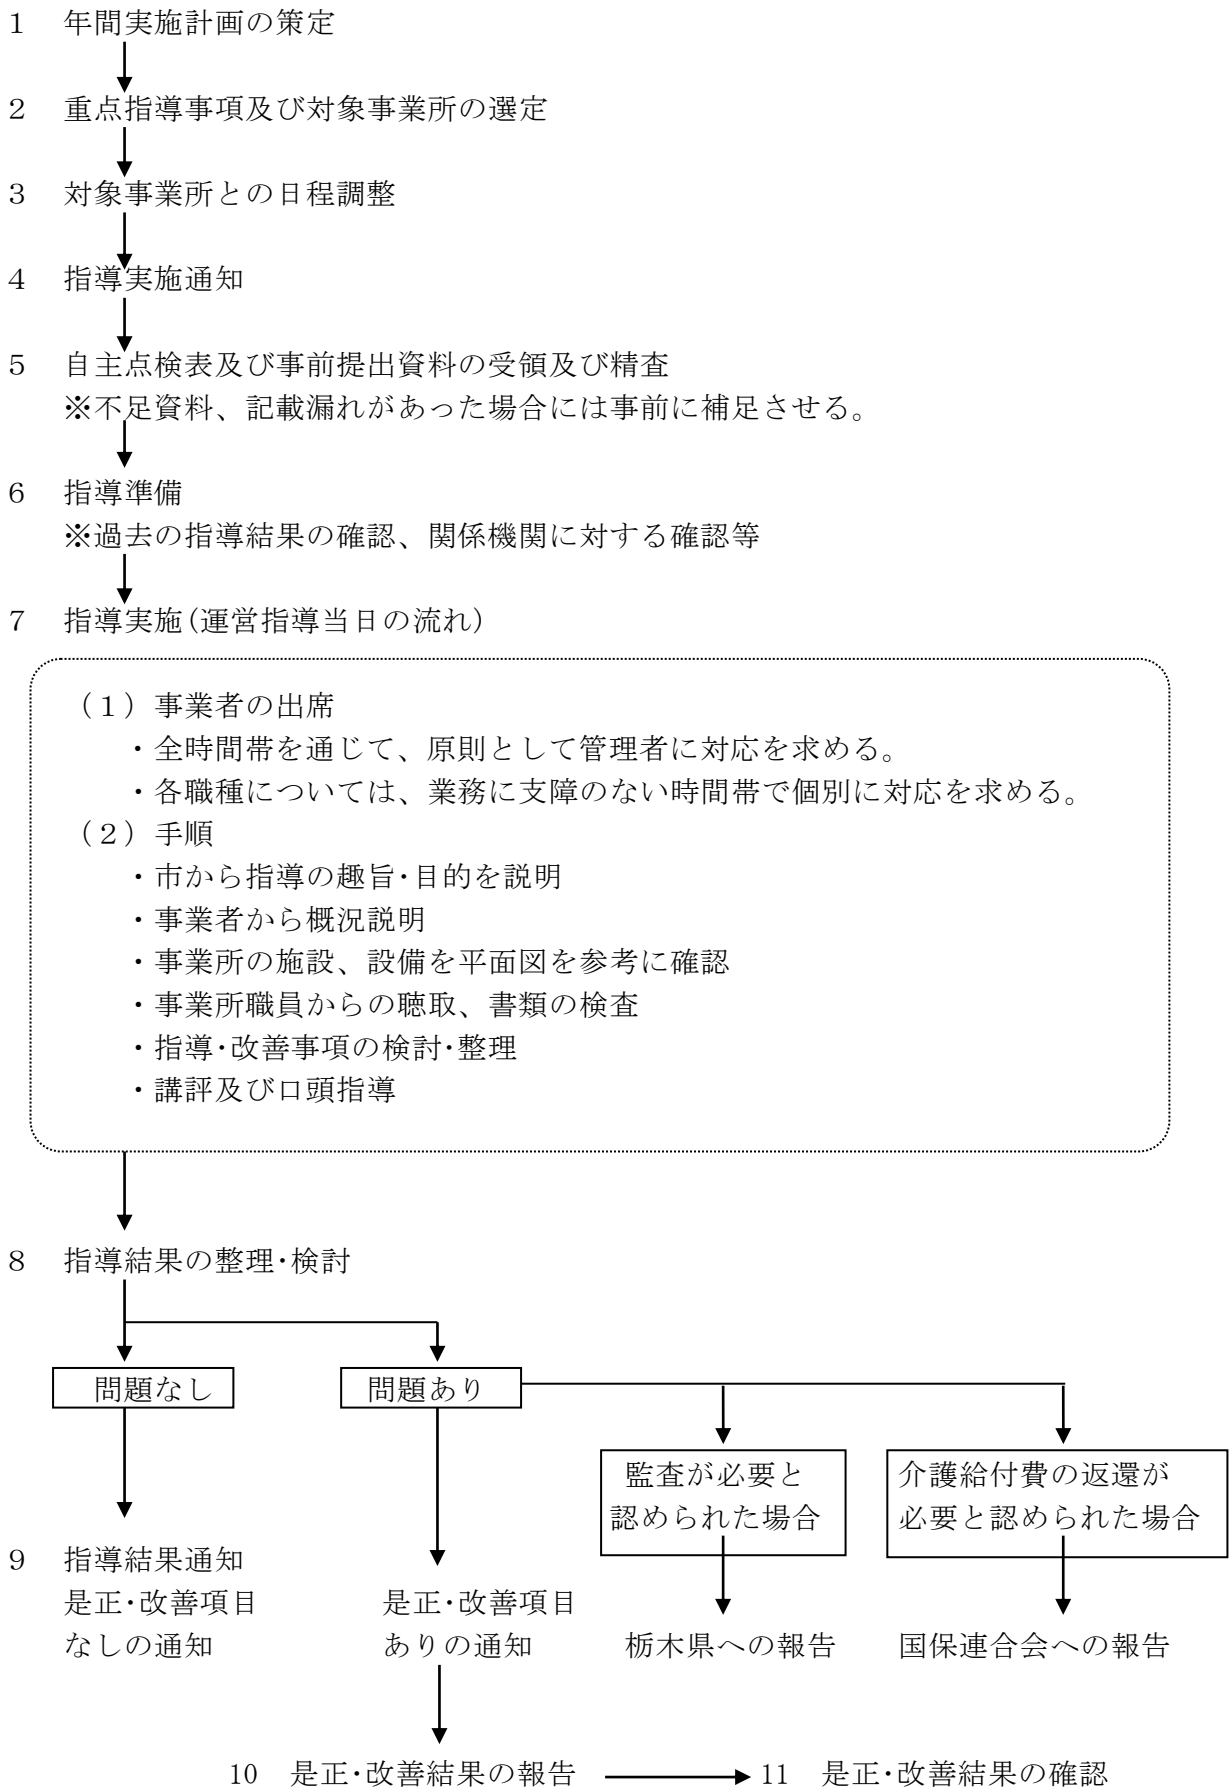 1 年間実施計画の策定
2 重点指導事項及び対象事業所の選定
3 対象事業所との日程調整
4 指導実施通知
5 自主点検表及び事前提出資料の受領及び精査
※不足資料、記載漏れがあった場合には事前に補足させる。
6 指導準備
※過去の指導結果の確認、関係機関に対する確認等
7 指導実施(運営指導当日の流れ)
(1)事業者の出席
・全時間帯を通じて、原則として管理者に対応を求める。
・各職種については、業務に支障のない時間帯で個別に対応を求める。
(2)手順
・市から指導の趣旨・目的を説明
・事業者から概況説明
・事業所の施設、設備を平面図を参考に確認
・事業所職員からの聴取、書類の検査
・指導・改善事項の検討・整理
・講評及び口頭指導
8 指導結果の整理・検討
問題なし
問題あり
監査が必要と
認められた場合
介護給付費の返還が
必要と認められた場合
9 指導結果通知
是正・改善項目
なしの通知
是正・改善項目
ありの通知
栃木県への報告
国保連合会への報告
10 是正・改善結果の報告
11 是正・改善結果の確認